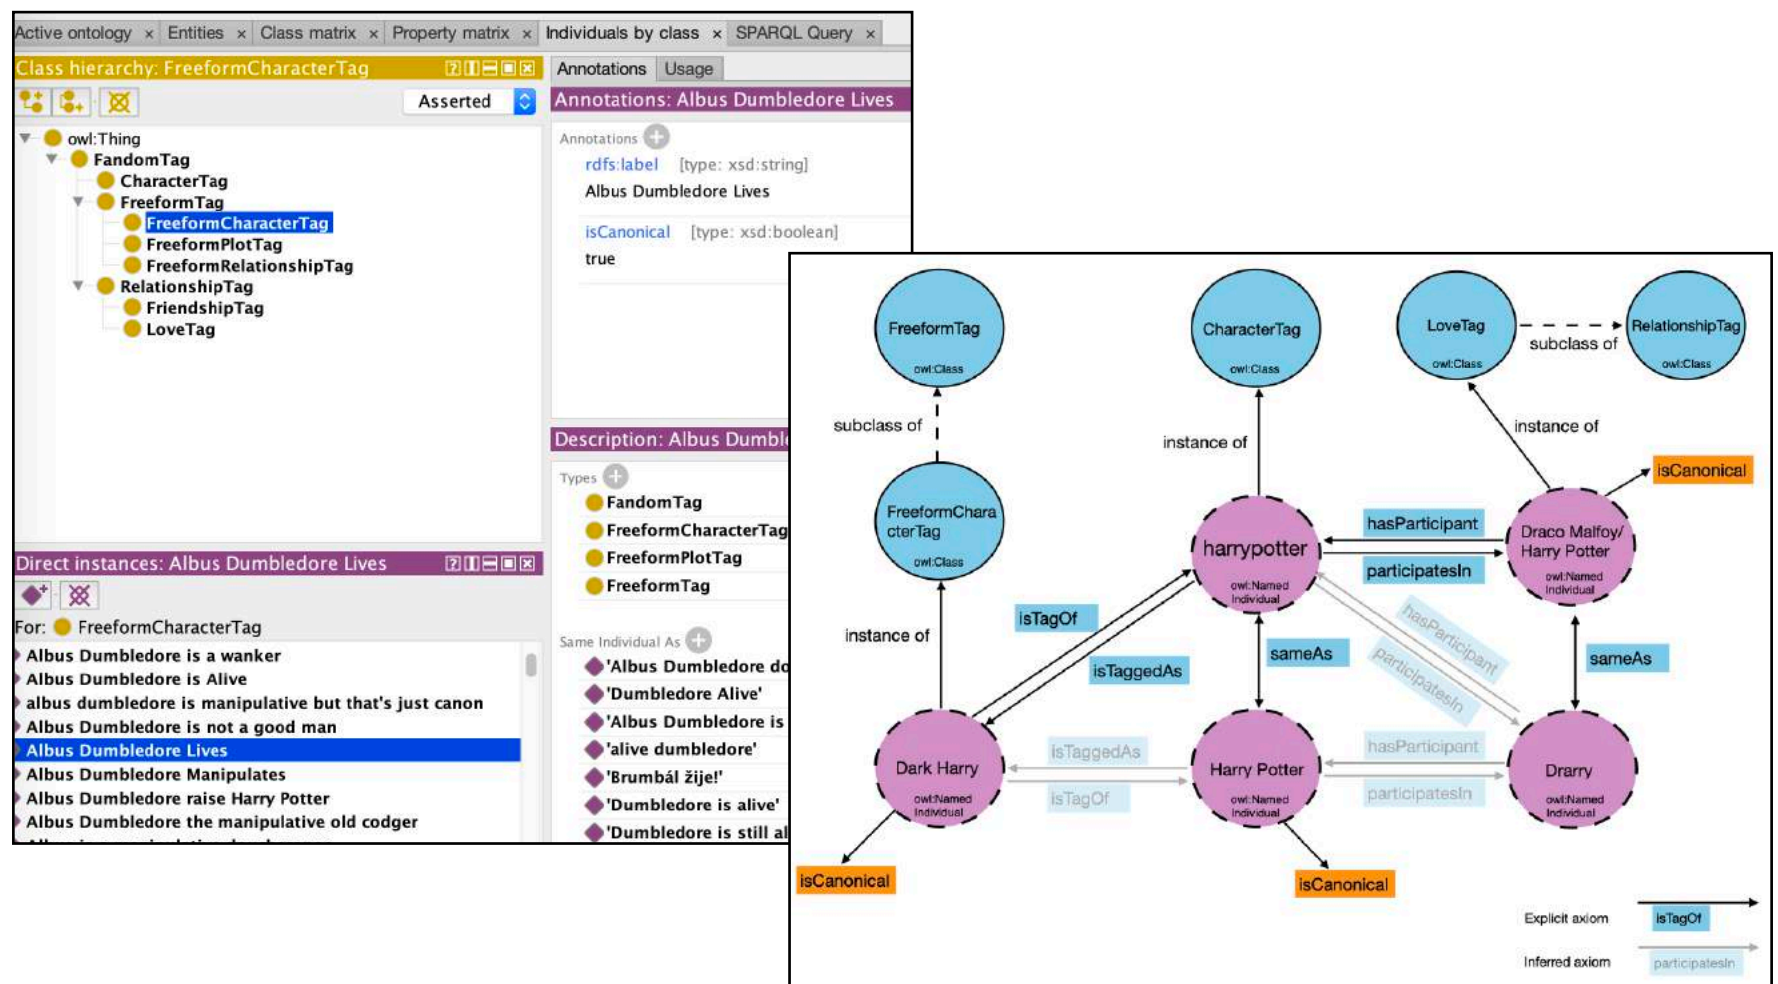 Active ontology × Entities × Class matrix × Property matrix × Individuals by class × SPARQL Query ×
Class hierarchy: FreeformCharacterTag
Asserted
owl:Thing
FandomTag
CharacterTag
FreeformTag
FreeformCharacterTag
FreeformPlotTag
FreeformRelationshipTag
RelationshipTag
FriendshipTag
LoveTag
Direct instances: Albus Dumbledore Lives
For: FreeformCharacterTag
Albus Dumbledore is a wanker
Albus Dumbledore is Alive
albus dumbledore is manipulative but that's just canon
Albus Dumbledore is not a good man
Albus Dumbledore Lives
Albus Dumbledore Manipulates
Albus Dumbledore raise Harry Potter
Albus Dumbledore the manipulative old codger
Annotations Usage
Annotations: Albus Dumbledore Lives
Annotations
rdfs:label [type: xsd:string]
Albus Dumbledore Lives
isCanonical [type: xsd:boolean]
true
Description: Albus Dumbl
Types
FandomTag
FreeformCharacterTag
FreeformPlotTag
FreeformTag
Same Individual As
'Albus Dumbledore do
'Dumbledore Alive'
'Albus Dumbledore is
'alive dumbledore'
'Brumbál žije!'
'Dumbledore is alive'
'Dumbledore is still al
FreeformTag
owl:Class
CharacterTag
owl:Class
LoveTag
owl:Class
subclass of
RelationshipTag
owl:Class
subclass of
instance of
instance of
isCanonical
FreeformChara
cterTag
owl:Class
harrypotter
owl:Named
Individual
hasParticipant
participatesIn
Draco Malfoy/
Harry Potter
owl:Named
Individual
instance of
isTagOf
isTaggedAs
sameAs
hasParticipant
participatesIn
sameAs
Dark Harry
owl:Named
Individual
isTaggedAs
isTagOf
Harry Potter
owl:Named
Individual
hasParticipant
participatesIn
Drarry
owl:Named
Individual
isCanonical
isCanonical
Explicit axiom isTagOf
Inferred axiom participatesIn